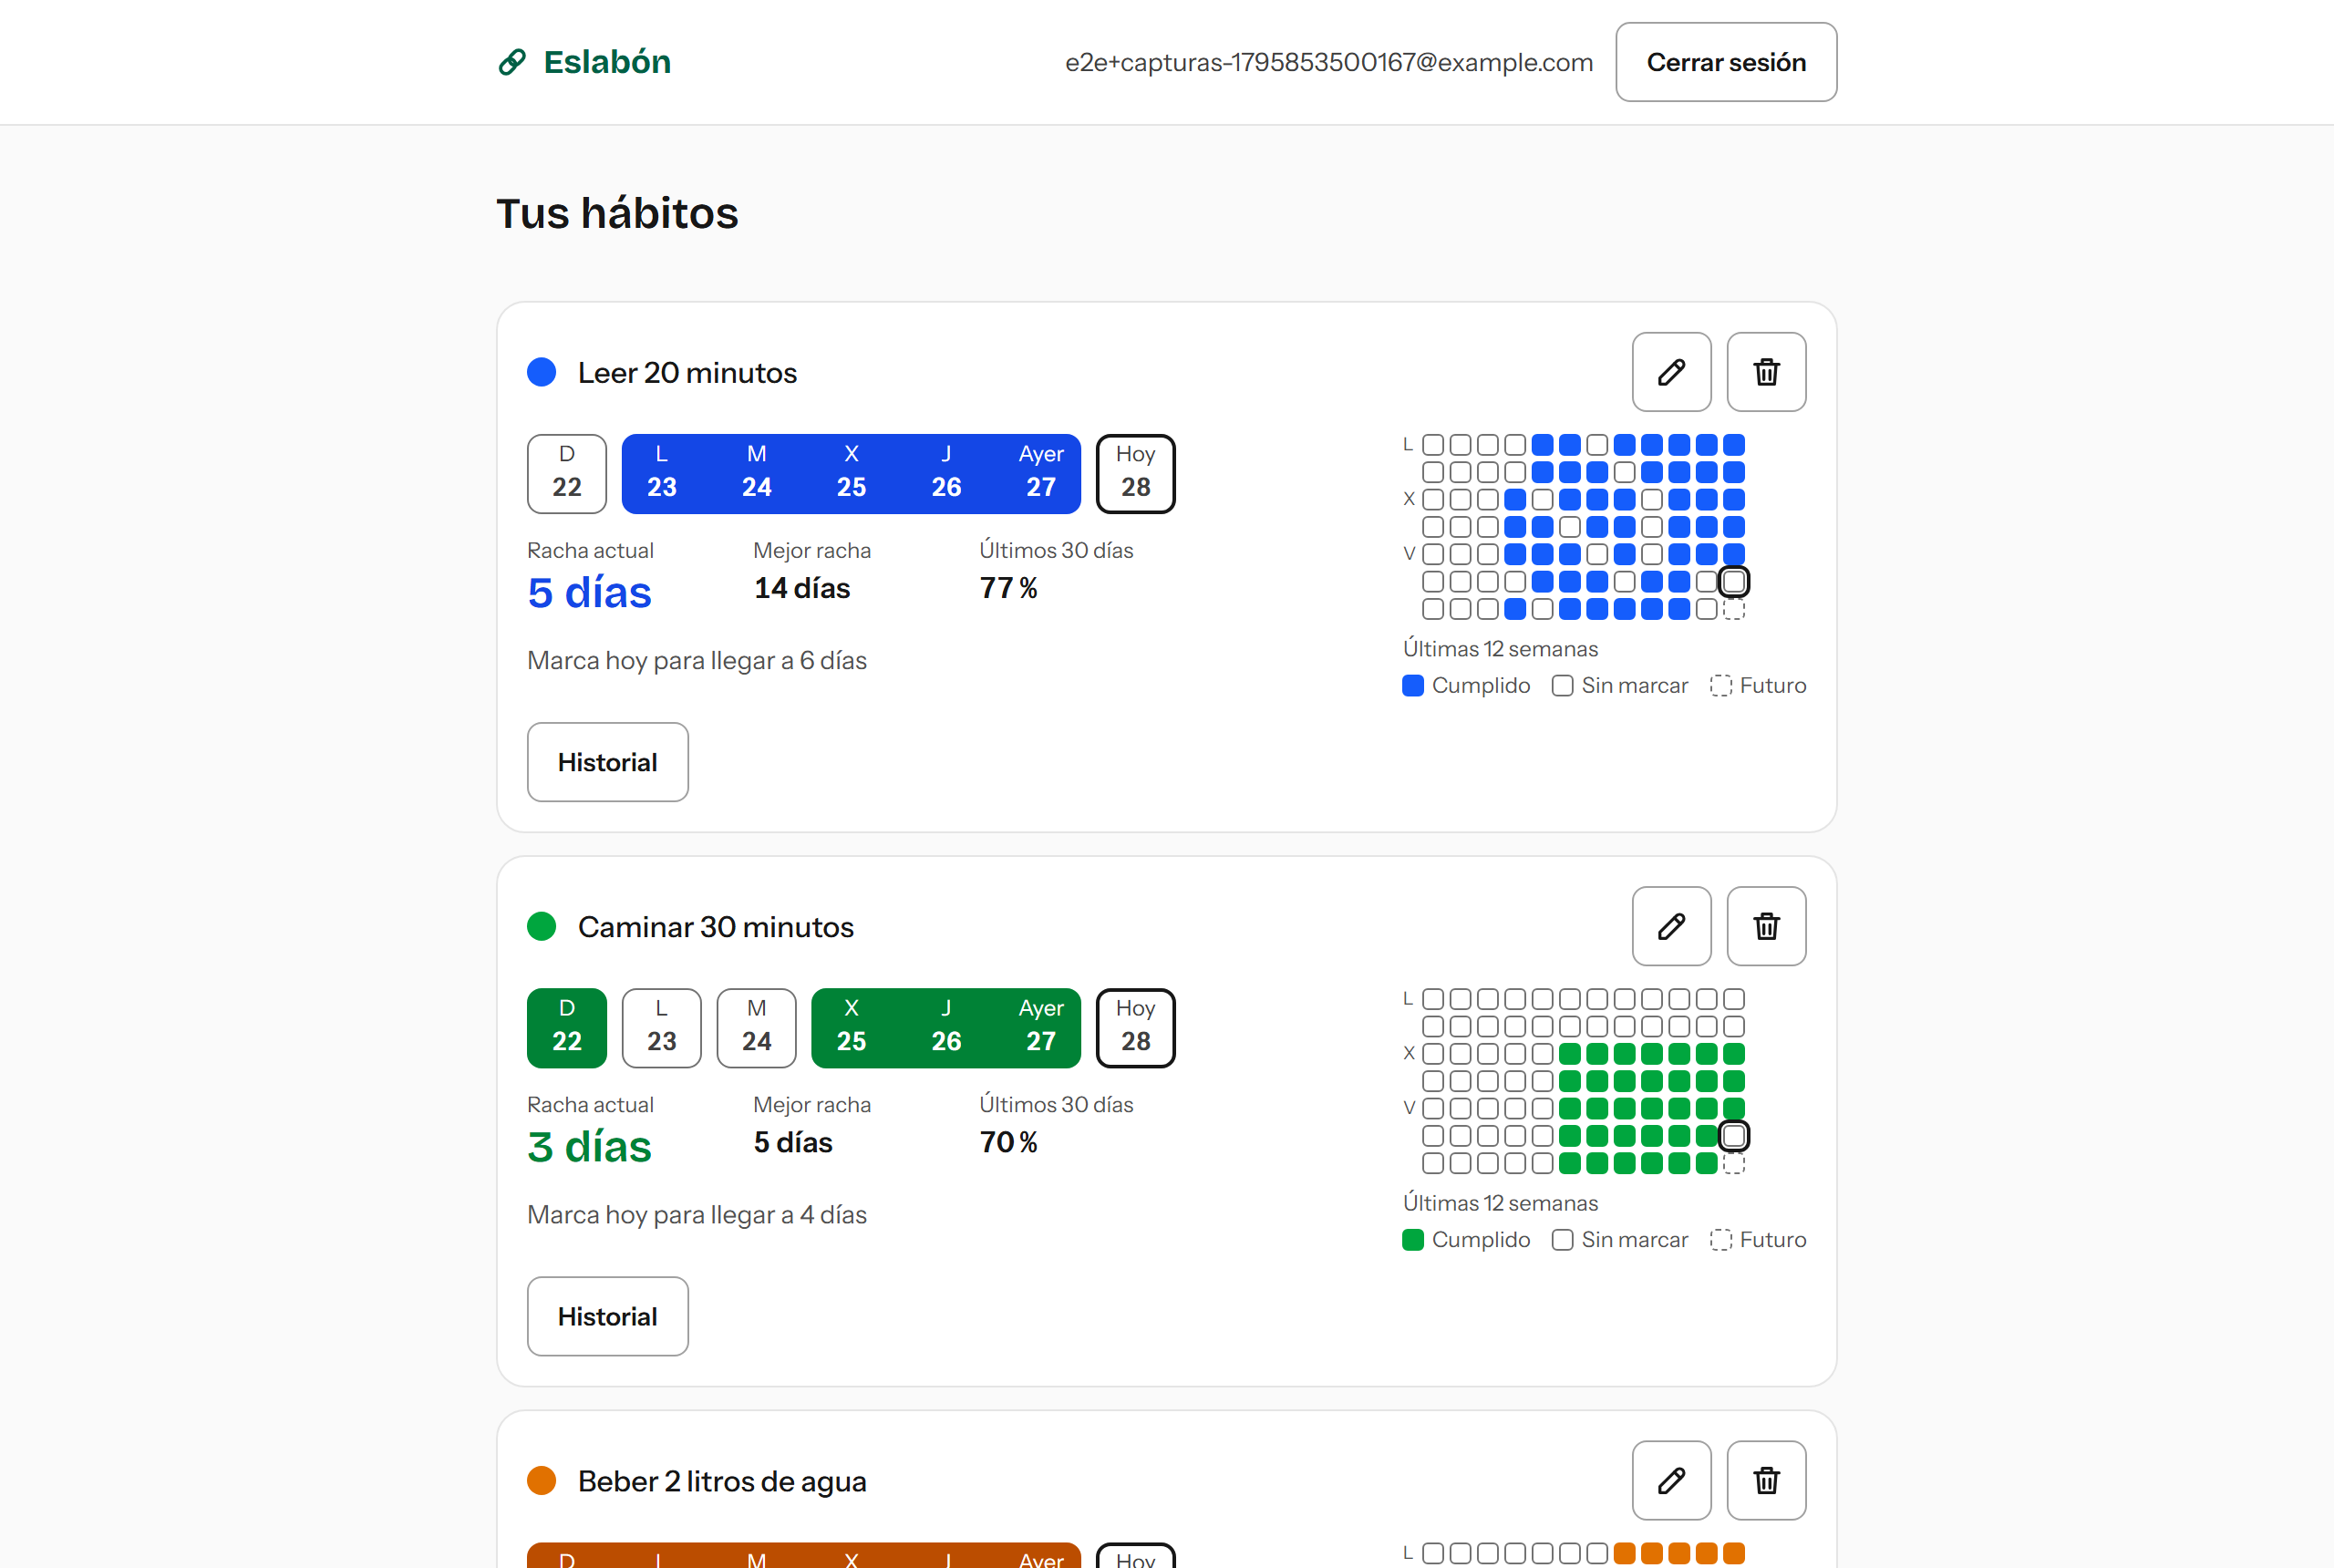 Eslabón
e2e+capturas-1795853500167@example.com
Cerrar sesión
Tus hábitos
Leer 20 minutos
D L M X J Ayer Hoy
22 23 24 25 26 27 28
Racha actual Mejor racha Últimos 30 días
5 días 14 días 77 %
Marca hoy para llegar a 6 días
Historial
L
X
V
Últimas 12 semanas
Cumplido Sin marcar Futuro
Caminar 30 minutos
D L M X J Ayer Hoy
22 23 24 25 26 27 28
Racha actual Mejor racha Últimos 30 días
3 días 5 días 70 %
Marca hoy para llegar a 4 días
Historial
L
X
V
Últimas 12 semanas
Cumplido Sin marcar Futuro
Beber 2 litros de agua
D L M X J Ayer Hoy
L